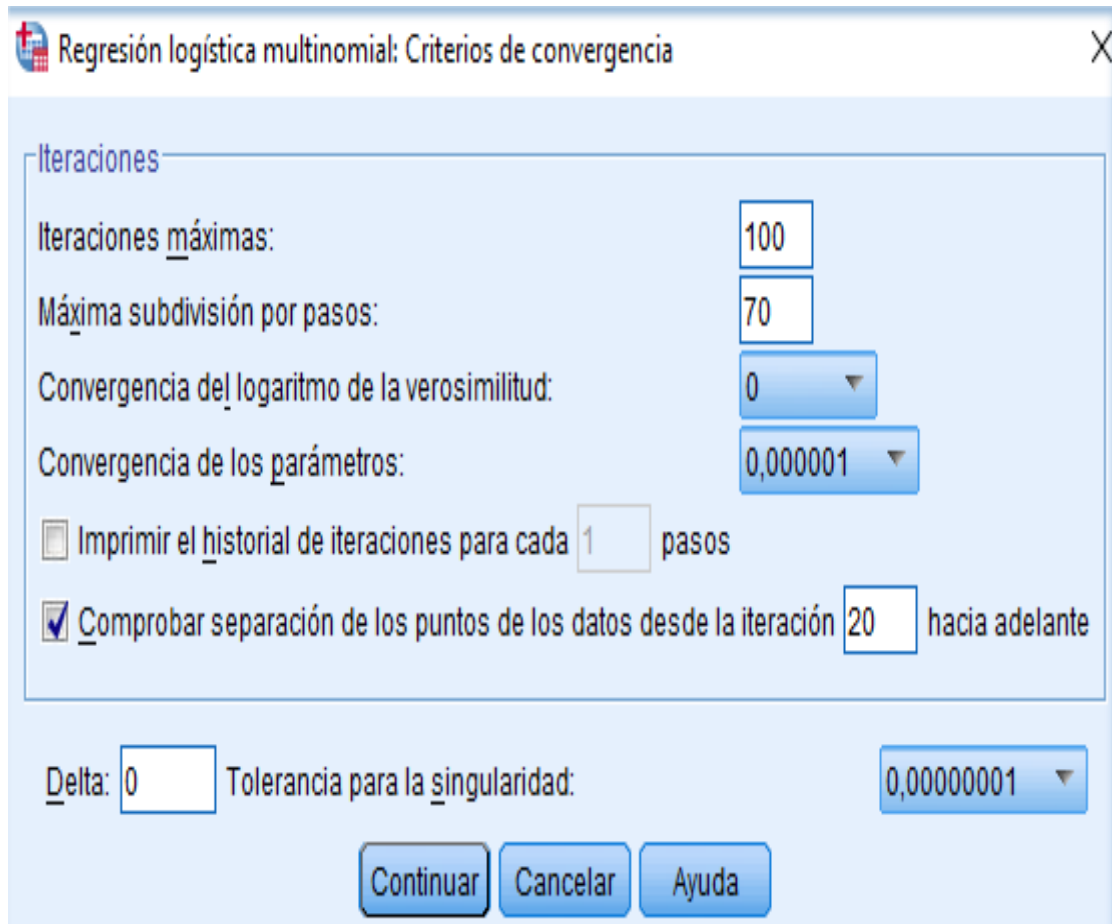 Regresión logística multinomial: Criterios de convergencia
Iteraciones
Iteraciones máximas: 100
Máxima subdivisión por pasos: 70
Convergencia del logaritmo de la verosimilitud: 0
Convergencia de los parámetros: 0,000001
Imprimir el historial de iteraciones para cada 1 pasos
Comprobar separación de los puntos de los datos desde la iteración 20 hacia adelante
Delta: 0 Tolerancia para la singularidad: 0,00000001
Continuar Cancelar Ayuda